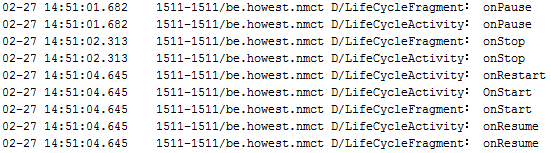 02-27 14:51:01.682 1511-1511/be.howest.nmct D/LifeCycleFragment: onPause
02-27 14:51:01.682 1511-1511/be.howest.nmct D/LifeCycleActivity: onPause
02-27 14:51:02.313 1511-1511/be.howest.nmct D/LifeCycleFragment: onStop
02-27 14:51:02.313 1511-1511/be.howest.nmct D/LifeCycleActivity: onStop
02-27 14:51:04.645 1511-1511/be.howest.nmct D/LifeCycleActivity: onRestart
02-27 14:51:04.645 1511-1511/be.howest.nmct D/LifeCycleActivity: OnStart
02-27 14:51:04.645 1511-1511/be.howest.nmct D/LifeCycleFragment: onStart
02-27 14:51:04.645 1511-1511/be.howest.nmct D/LifeCycleActivity: onResume
02-27 14:51:04.645 1511-1511/be.howest.nmct D/LifeCycleFragment: onResume